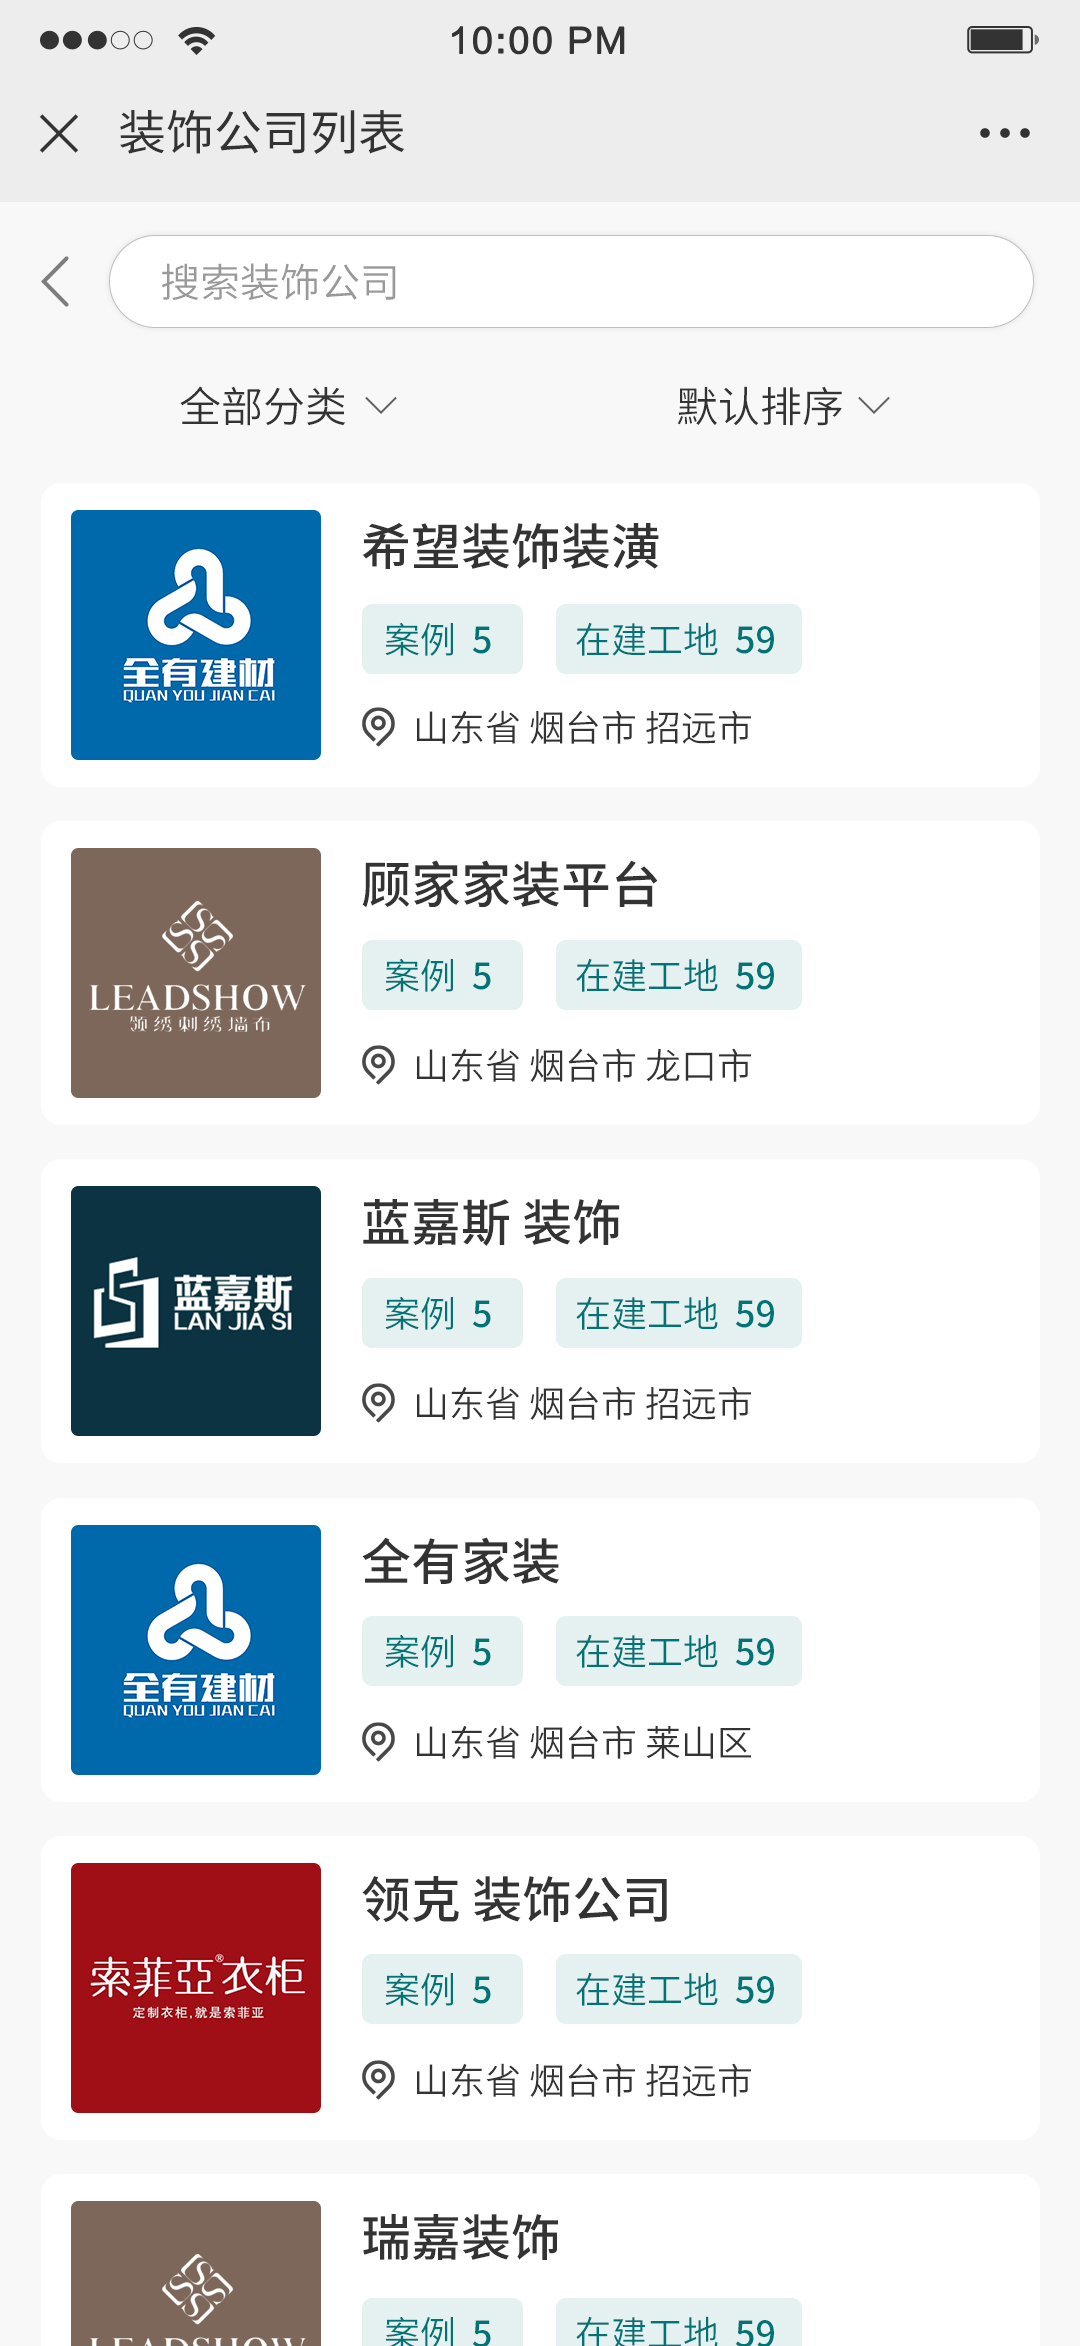 10:00 PM
装饰公司列表
搜索装饰公司
全部分类
默认排序
全有建材
QUAN YOU JIAN CAI
希望装饰装潢
案例 5
在建工地 59
山东省 烟台市 招远市
LEADSHOW
领绣刺绣墙布
顾家家装平台
案例 5
在建工地 59
山东省 烟台市 龙口市
蓝嘉斯
LAN JIA SI
蓝嘉斯 装饰
案例 5
在建工地 59
山东省 烟台市 招远市
全有建材
QUAN YOU JIAN CAI
全有家装
案例 5
在建工地 59
山东省 烟台市 莱山区
索菲亞®衣柜
定制衣柜,就是索菲亚
领克 装饰公司
案例 5
在建工地 59
山东省 烟台市 招远市
LEADSHOW
瑞嘉装饰
案例 5
在建工地 59